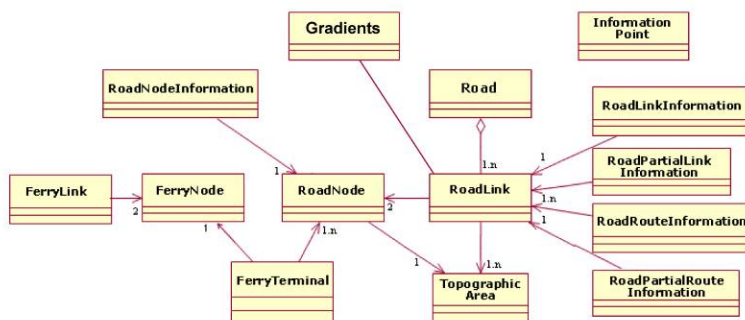 Gradients
Information
Point
RoadNodeInformation
Road
RoadLinkInformation
1
1.n
1
RoadPartialLink
Information
FerryLink
FerryNode
RoadNode
RoadLink
2
2
1.n
1
RoadRouteInformation
1
1.n
1
1.n
FerryTerminal
Topographic
Area
RoadPartialRoute
Information